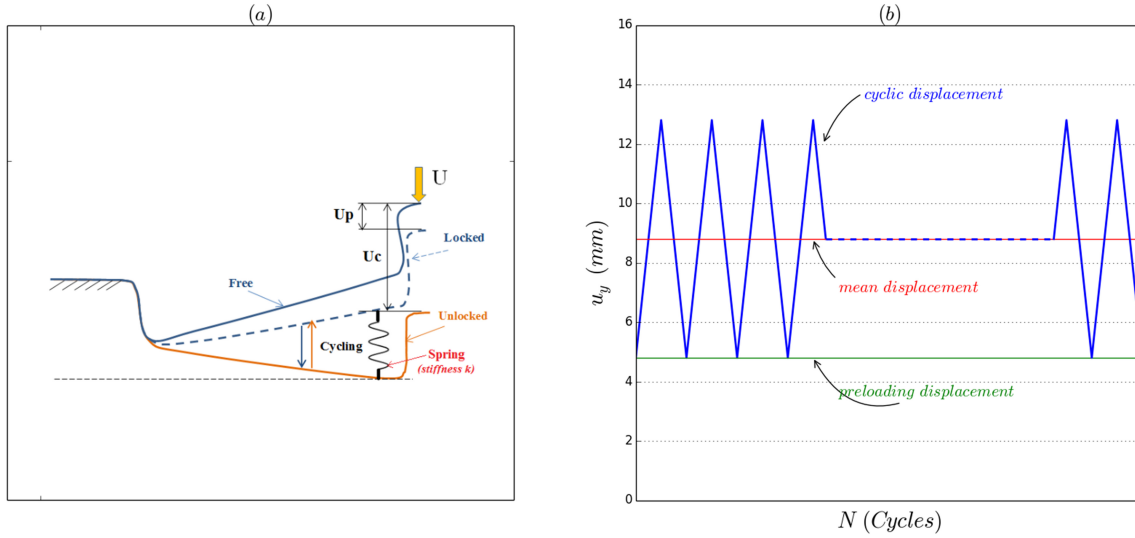 (a)
U
Up
Locked
Uc
Free
Unlocked
Cycling
Spring
(stiffness k)
(b)
16
14
12
10
8
6
4
2
0
u_y (mm)
cyclic displacement
mean displacement
preloading displacement
N (Cycles)